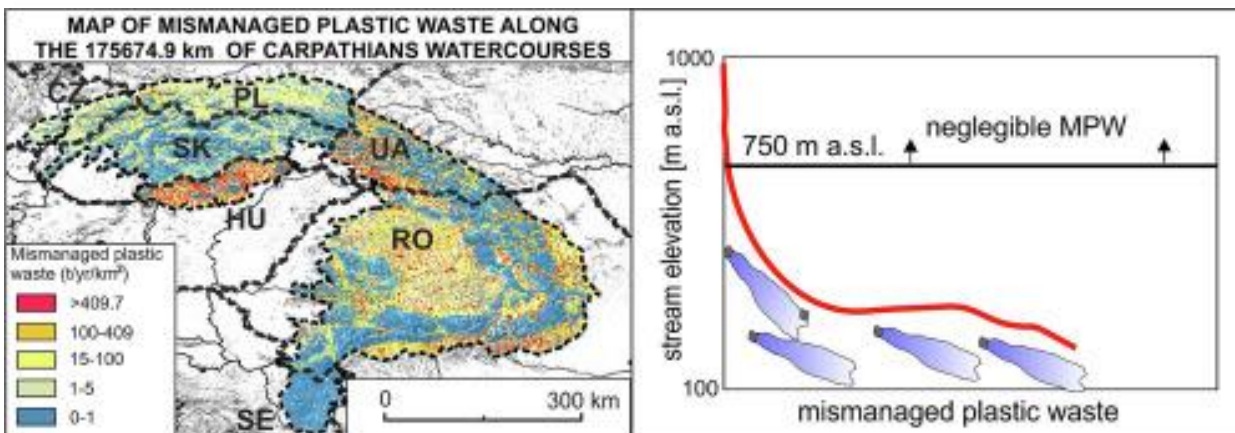 MAP OF MISMANAGED PLASTIC WASTE ALONG
THE 175674.9 km OF CARPATHIANS WATERCOURSES
CZ
PL
SK
UA
HU
RO
SE
Mismanaged plastic
waste (t/yr/km²)
>409.7
100-409
15-100
1-5
0-1
0 300 km
1000
stream elevation [m a.s.l.]
neglegible MPW
750 m a.s.l.
100
mismanaged plastic waste